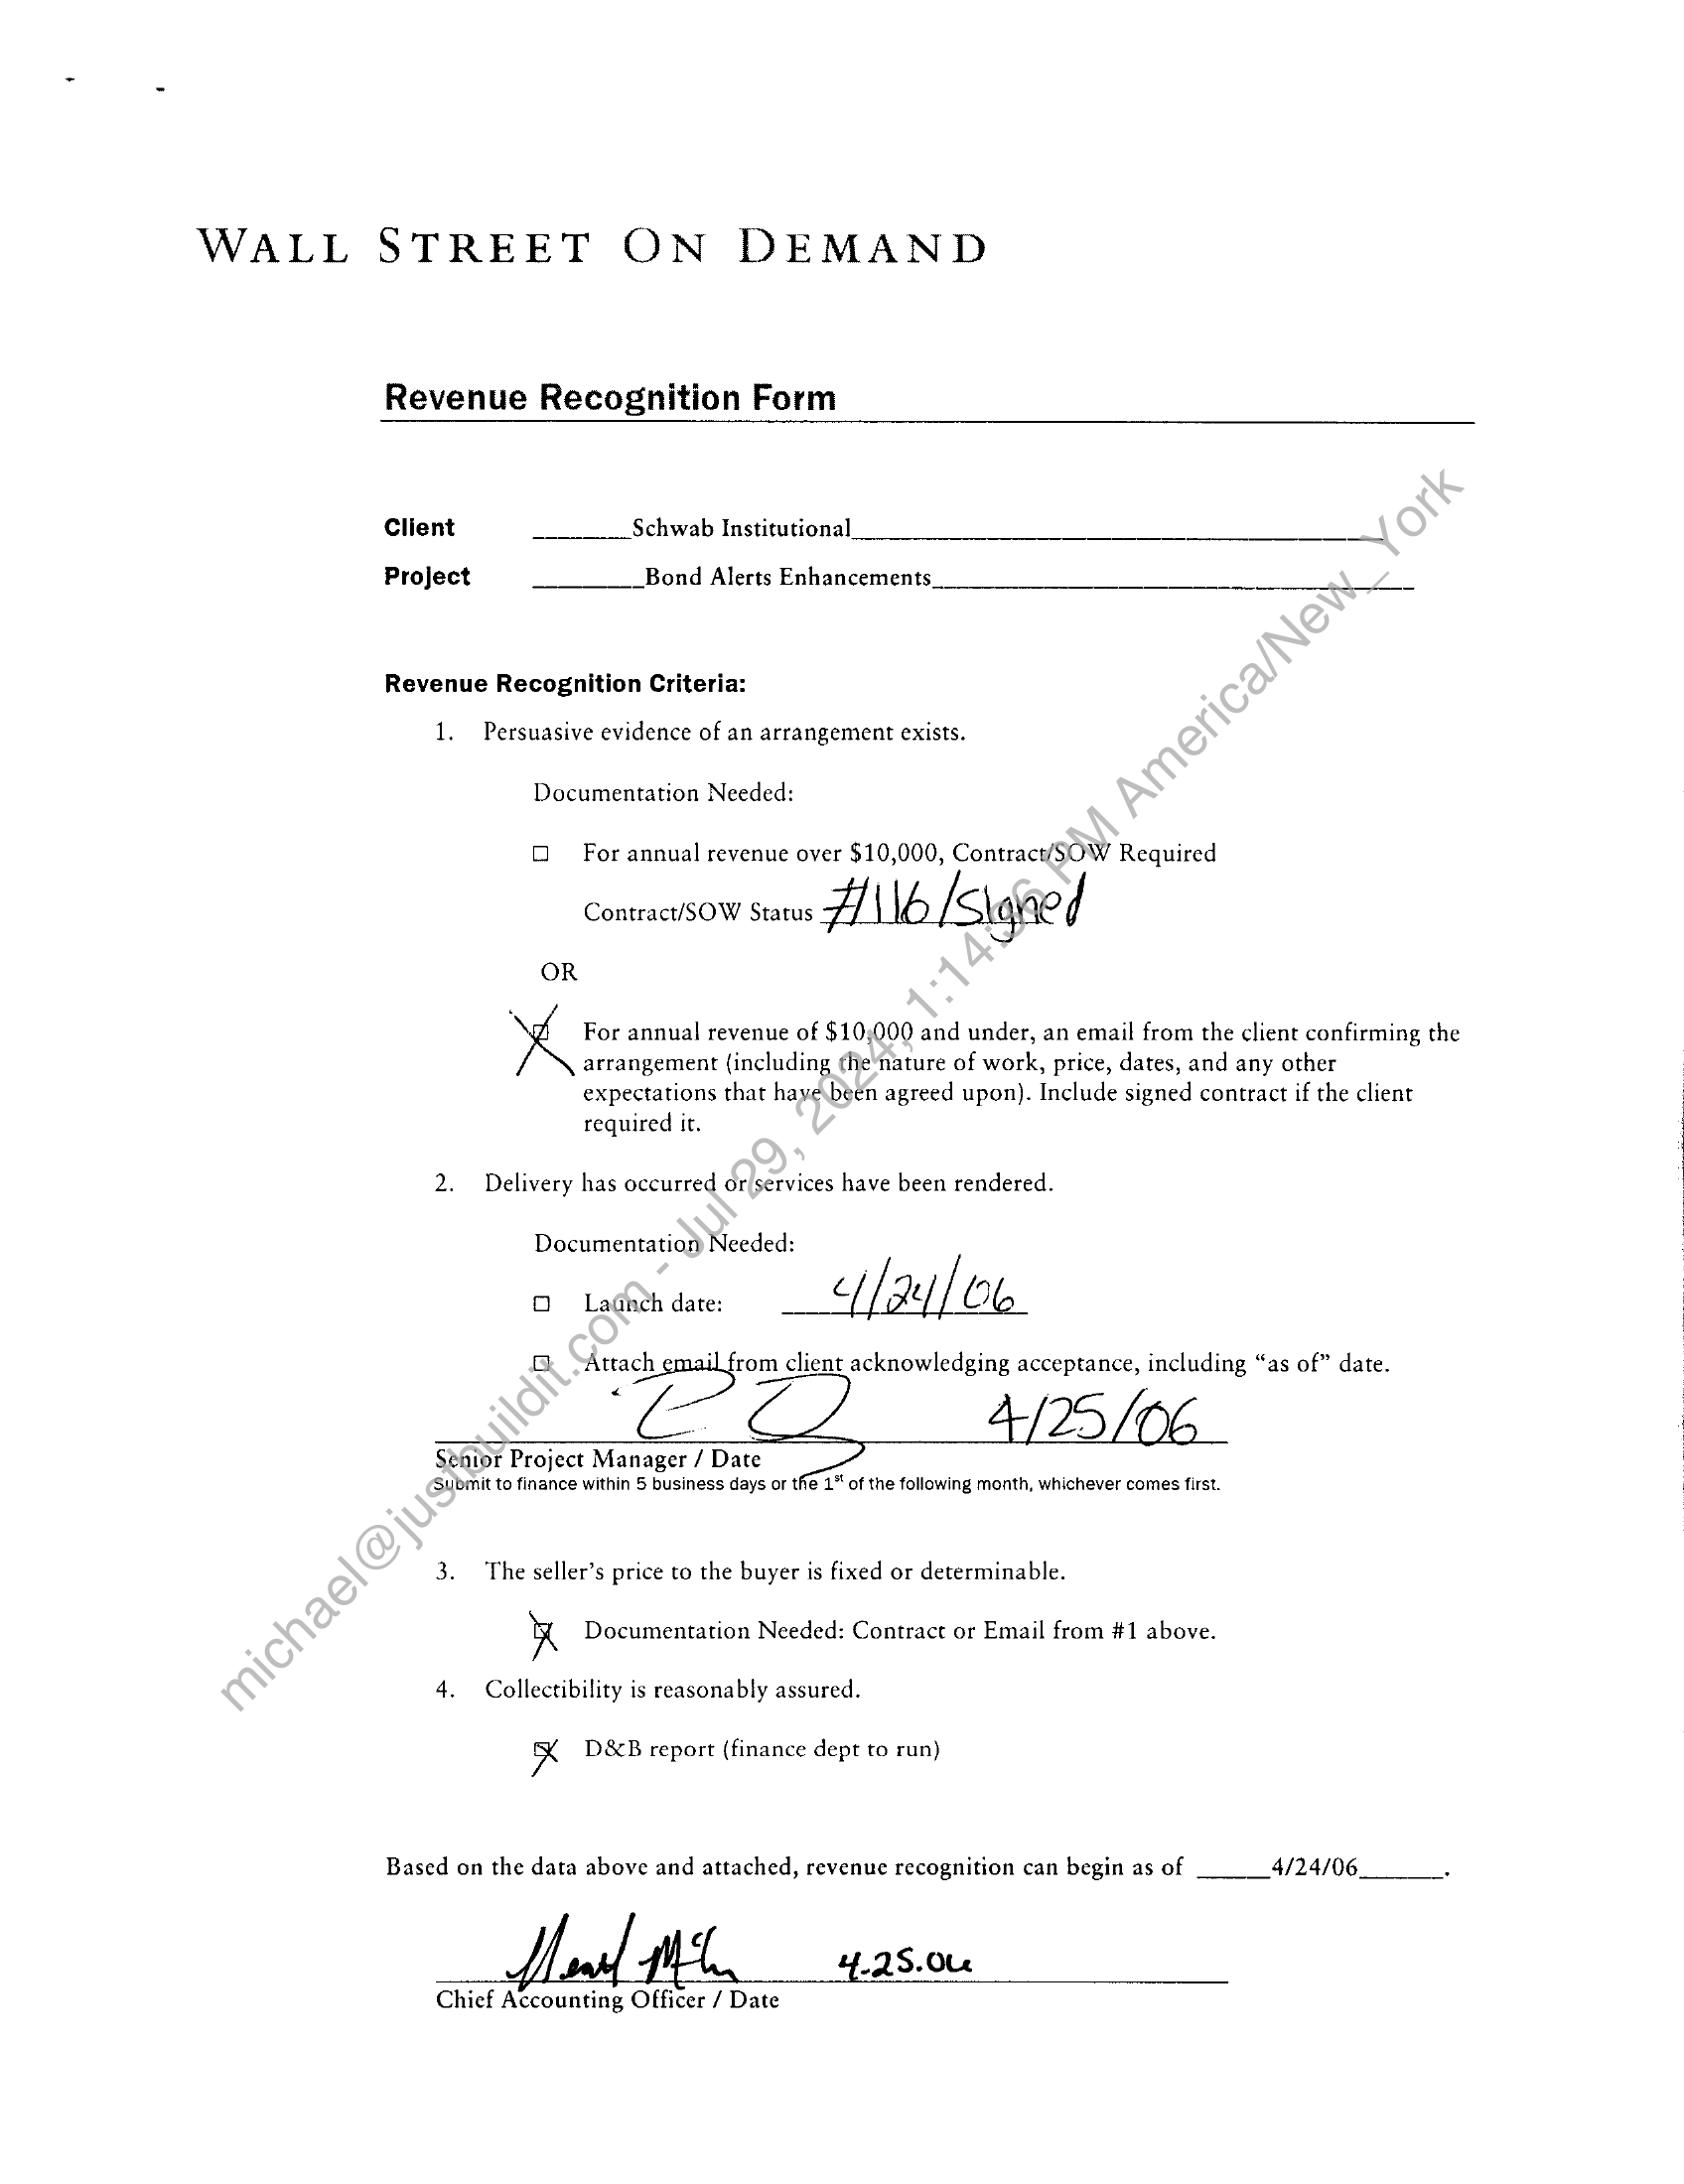 WALL STREET ON DEMAND
Revenue Recognition Form
Client Schwab Institutional
Project Bond Alerts Enhancements
Revenue Recognition Criteria:
1. Persuasive evidence of an arrangement exists.
Documentation Needed:
For annual revenue over $10,000, Contract/SOW Required
Contract/SOW Status #116/Signed
OR
For annual revenue of $10,000 and under, an email from the client confirming the
arrangement (including the nature of work, price, dates, and any other
expectations that have been agreed upon). Include signed contract if the client
required it.
2. Delivery has occurred or services have been rendered.
Documentation Needed:
Launch date: 4/24/06
Attach email from client acknowledging acceptance, including “as of” date.
4/25/06
Senior Project Manager / Date
Submit to finance within 5 business days or the 1st of the following month, whichever comes first.
3. The seller’s price to the buyer is fixed or determinable.
Documentation Needed: Contract or Email from #1 above.
4. Collectibility is reasonably assured.
D&B report (finance dept to run)
Based on the data above and attached, revenue recognition can begin as of 4/24/06.
4.25.06
Chief Accounting Officer / Date
michael@justbuildit.com - Jul 29, 2024, 1:14:36 PM America/New_York